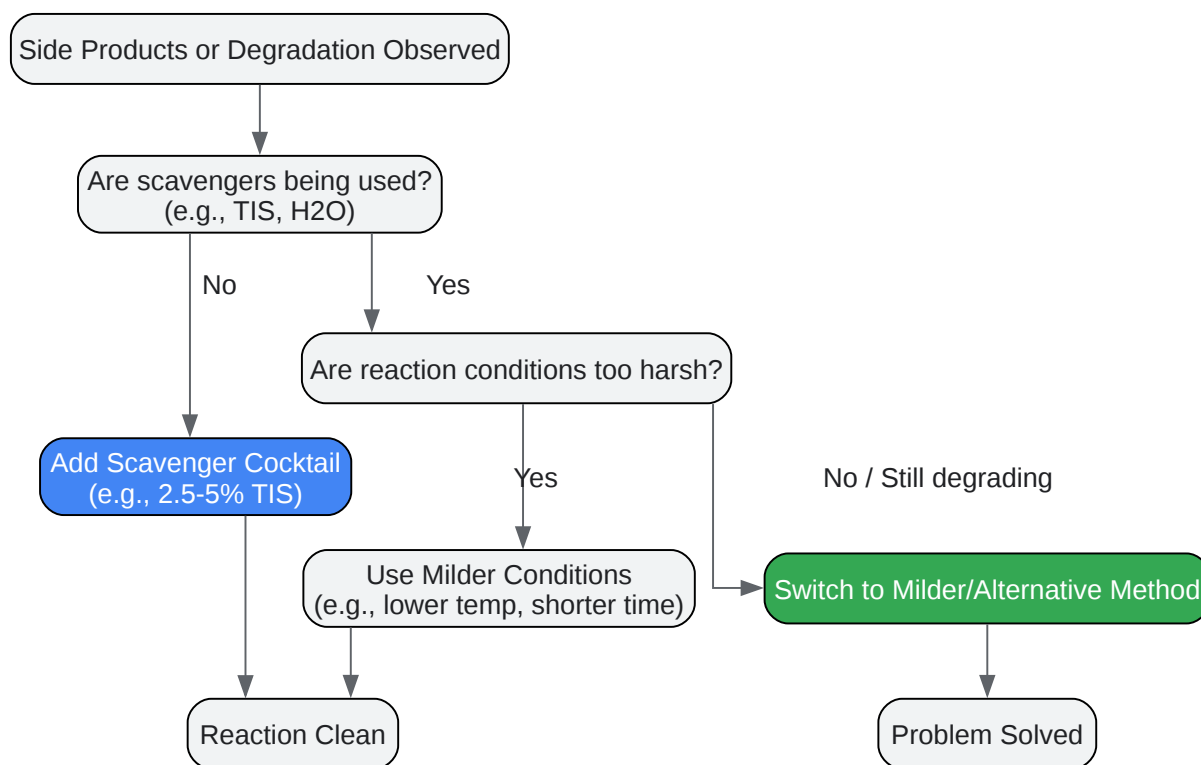 Side Products or Degradation Observed
Are scavengers being used?
(e.g., TIS, H2O)
No
Yes
Are reaction conditions too harsh?
Add Scavenger Cocktail
(e.g., 2.5-5% TIS)
Yes
No / Still degrading
Use Milder Conditions
(e.g., lower temp, shorter time)
Switch to Milder/Alternative Method
Reaction Clean
Problem Solved